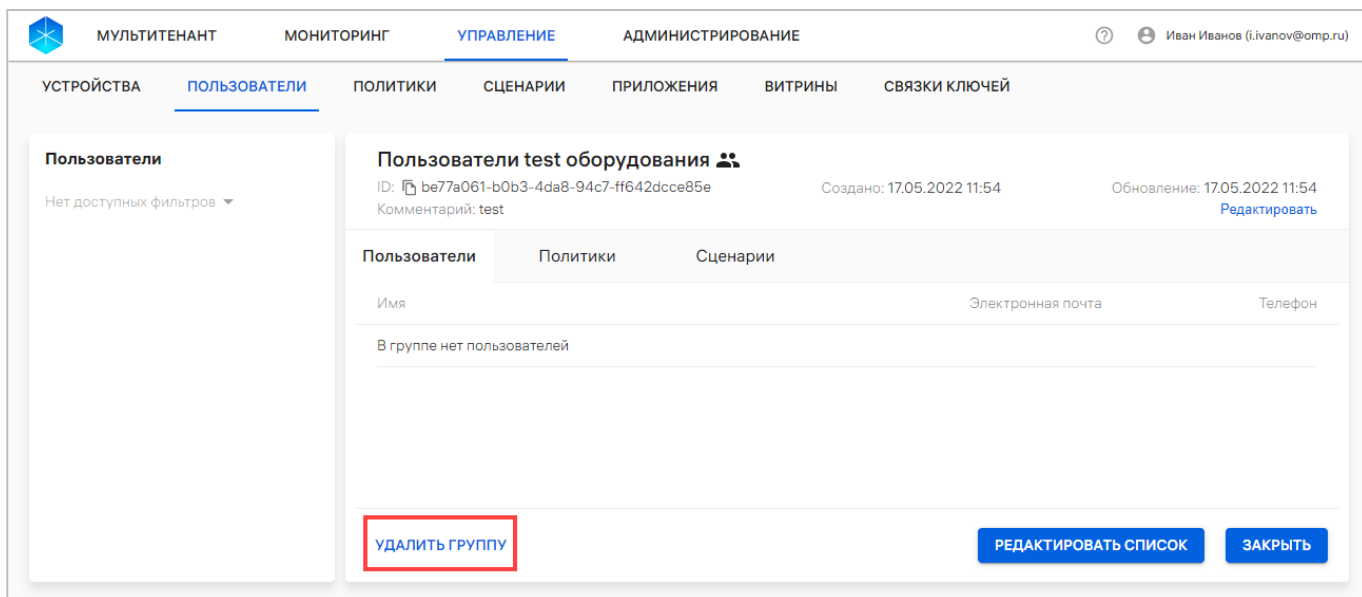 МУЛЬТИТЕНАНТ МОНИТОРИНГ УПРАВЛЕНИЕ АДМИНИСТРИРОВАНИЕ ? Иван Иванов (i.ivanov@omp.ru)
УСТРОЙСТВА ПОЛЬЗОВАТЕЛИ ПОЛИТИКИ СЦЕНАРИИ ПРИЛОЖЕНИЯ ВИТРИНЫ СВЯЗКИ КЛЮЧЕЙ
Пользователи
Нет доступных фильтров
Пользователи test оборудования
ID: be77a061-b0b3-4da8-94c7-ff642dcce85e Создано: 17.05.2022 11:54 Обновление: 17.05.2022 11:54
Комментарий: test Редактировать
Пользователи Политики Сценарии
Имя Электронная почта Телефон
В группе нет пользователей
УДАЛИТЬ ГРУППУ РЕДАКТИРОВАТЬ СПИСОК ЗАКРЫТЬ